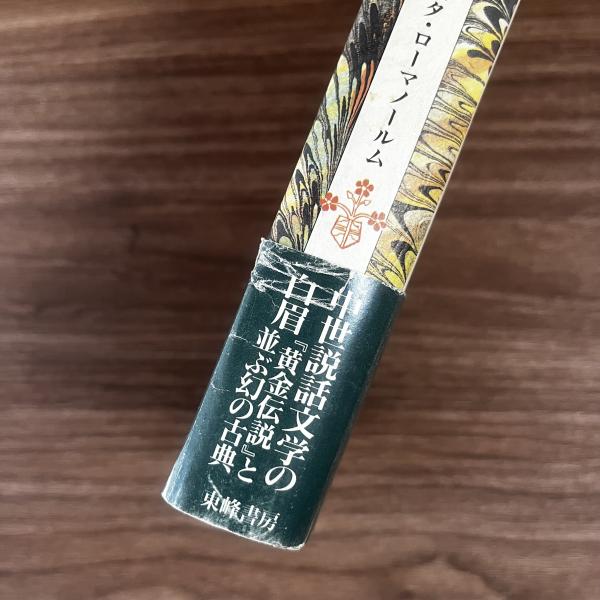 タ・ローマノールム
中世説話文学の
白眉『黄金伝説』と
並ぶ幻の古典
東峰書房